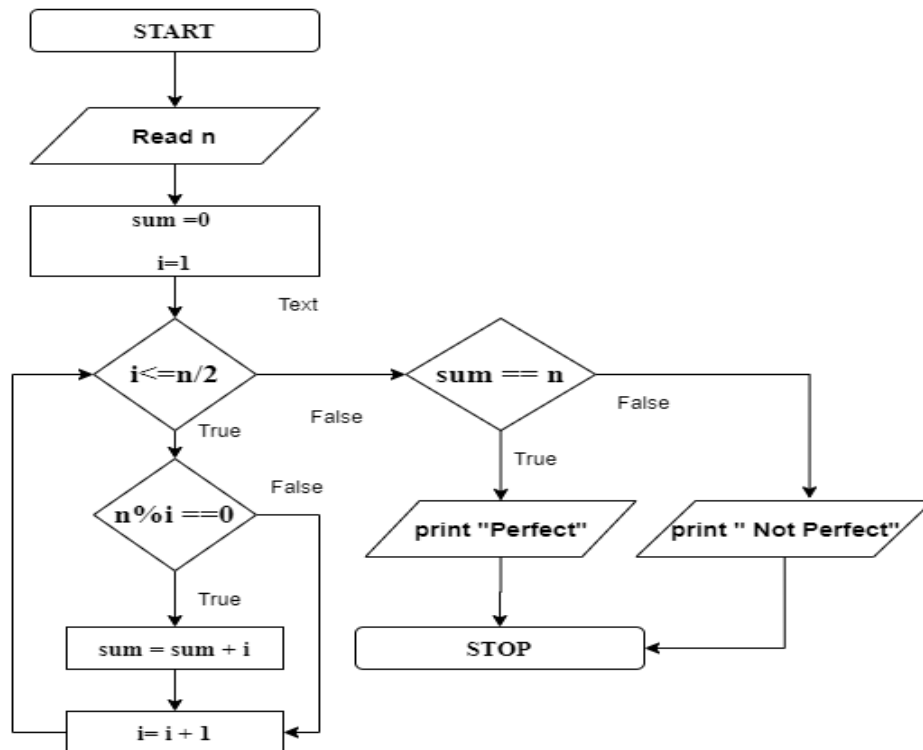 START
Read n
sum =0
i=1
Text
i<=n/2
False
True
sum == n
False
True
n%i ==0
False
True
print "Perfect"
print " Not Perfect"
sum = sum + i
STOP
i= i + 1